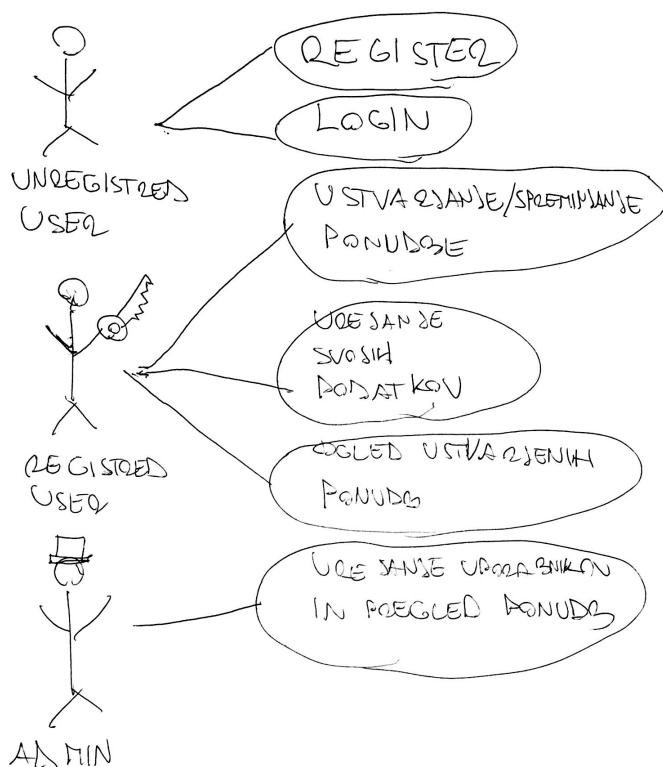 REGISTER
LOGIN
UNREGISTRED
USER
USTVARJANJE/SPREMINJANJE
PONUDBE
UREJANJE
SVOJIH
PODATKOV
REGISTRED
USER
OGLED USTVARJENIH
PONUDB
UREJANJE UPORABNIKOV
IN PREGLED PONUDB
ADMIN